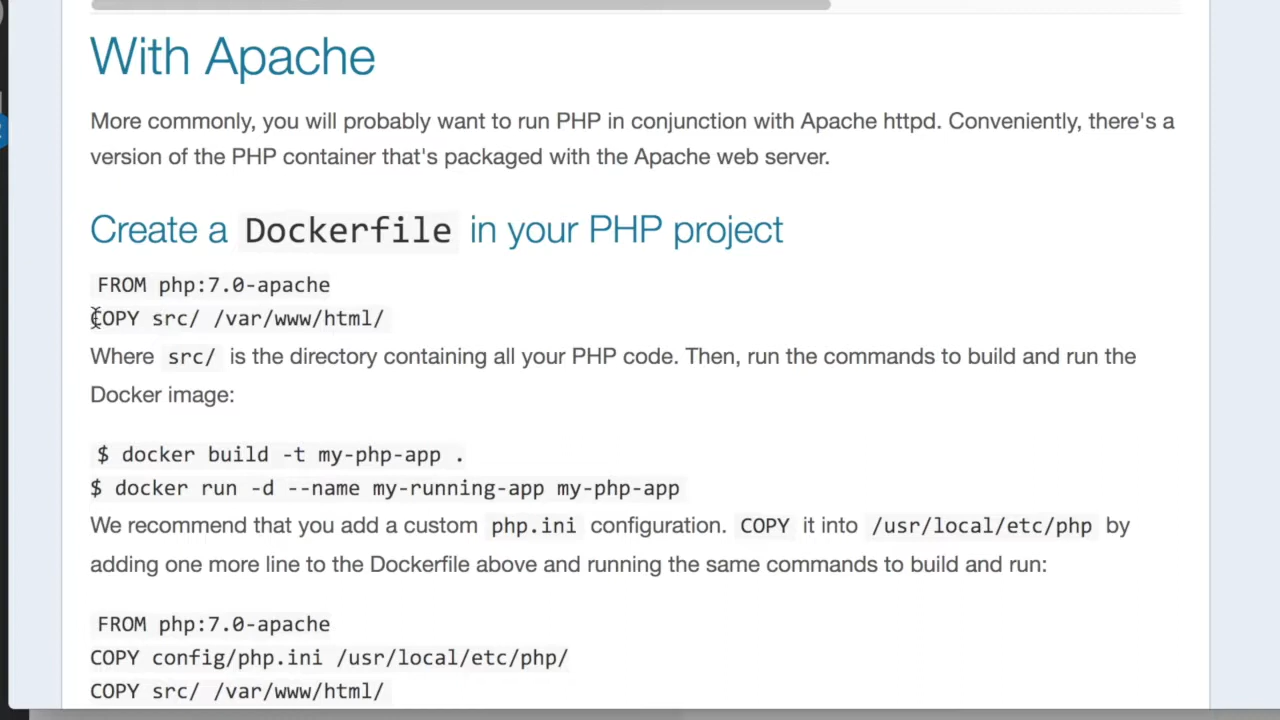 With Apache
More commonly, you will probably want to run PHP in conjunction with Apache httpd. Conveniently, there's a
version of the PHP container that's packaged with the Apache web server.
Create a Dockerfile in your PHP project
FROM php:7.0-apache
COPY src/ /var/www/html/
Where src/ is the directory containing all your PHP code. Then, run the commands to build and run the
Docker image:
$ docker build -t my-php-app .
$ docker run -d --name my-running-app my-php-app
We recommend that you add a custom php.ini configuration. COPY it into /usr/local/etc/php by
adding one more line to the Dockerfile above and running the same commands to build and run:
FROM php:7.0-apache
COPY config/php.ini /usr/local/etc/php/
COPY src/ /var/www/html/